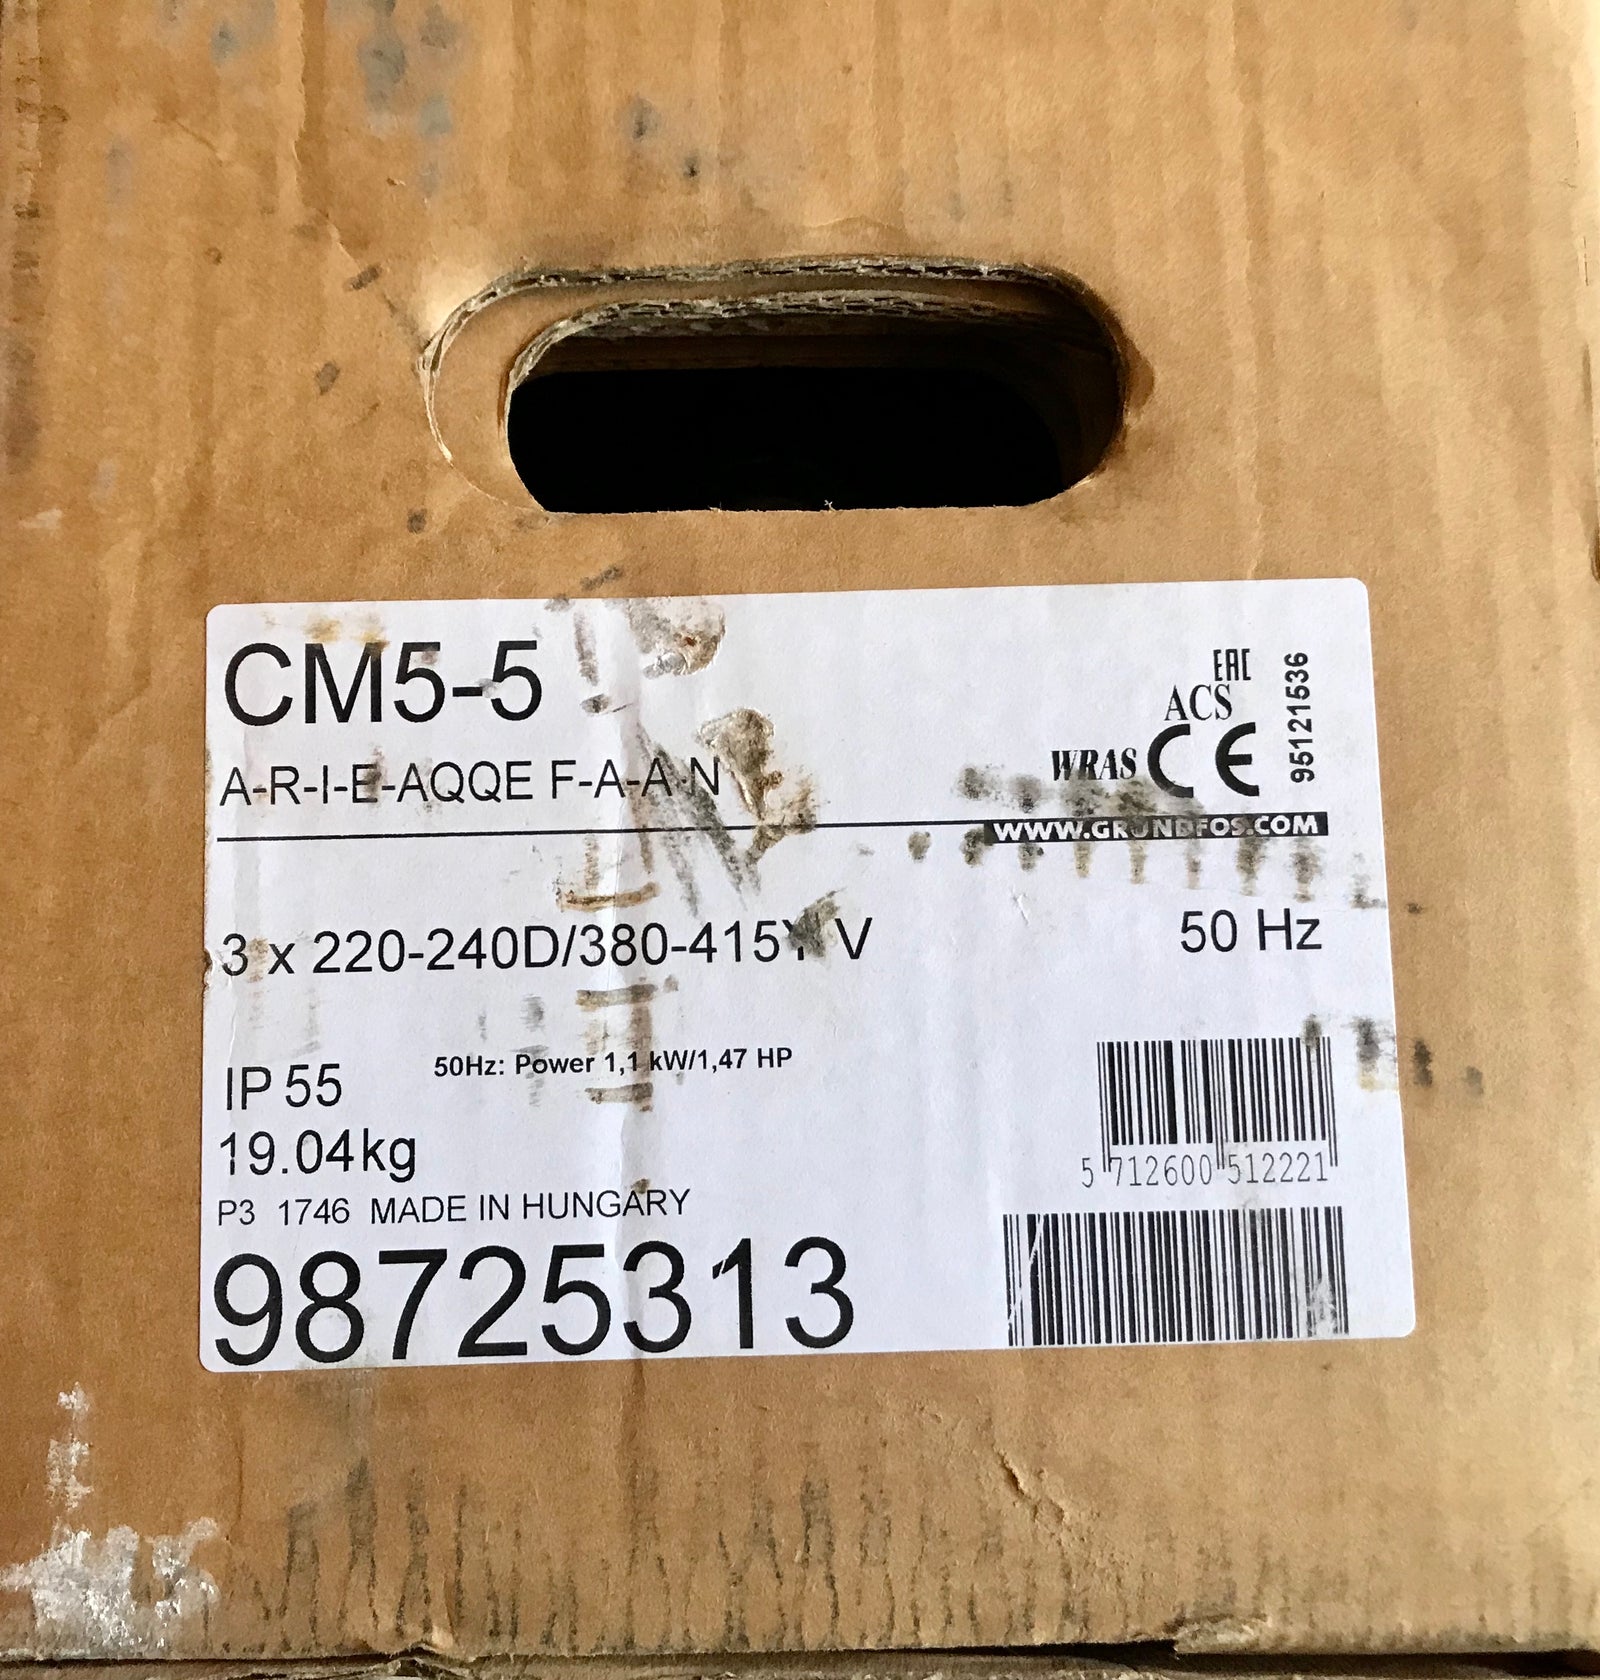 CM5-5
A-R-I-E-AQQE F-A-A-N
EAC
ACS
WRAS CE
95121536
WWW.GRUNDFOS.COM
3 x 220-240D/380-415Y V
50 Hz
50Hz: Power 1,1 kW/1,47 HP
IP 55
19.04kg
P3 1746 MADE IN HUNGARY
98725313
5 712600 512221